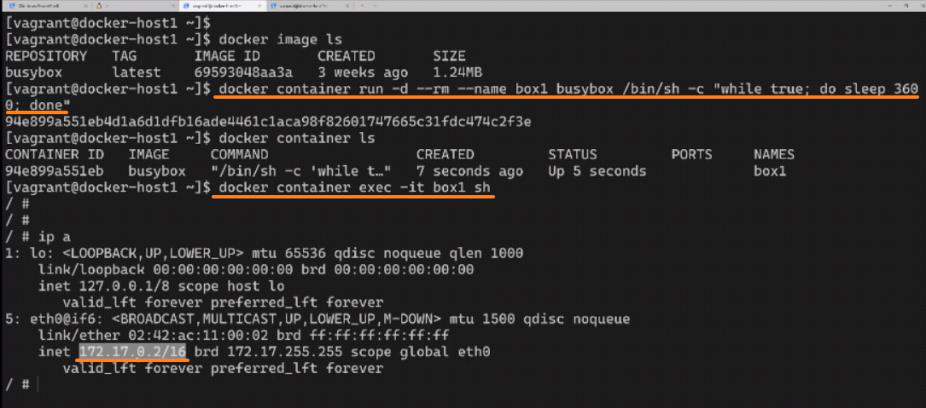 [vagrant@docker-host1 ~]$
[vagrant@docker-host1 ~]$ docker image ls
REPOSITORY   TAG       IMAGE ID       CREATED       SIZE
busybox      latest    69593048aa3a   3 weeks ago   1.24MB
[vagrant@docker-host1 ~]$ docker container run -d --rm --name box1 busybox /bin/sh -c "while true; do sleep 360
0; done"
94e899a551eb4d1a6d1dfb16ade4461c1aca98f82601747665c31fdc474c2f3e
[vagrant@docker-host1 ~]$ docker container ls
CONTAINER ID   IMAGE     COMMAND                  CREATED         STATUS         PORTS     NAMES
94e899a551eb   busybox   "/bin/sh -c 'while t…"   7 seconds ago   Up 5 seconds             box1
[vagrant@docker-host1 ~]$ docker container exec -it box1 sh
/ #
/ #
/ # ip a
1: lo: <LOOPBACK,UP,LOWER_UP> mtu 65536 qdisc noqueue qlen 1000
    link/loopback 00:00:00:00:00:00 brd 00:00:00:00:00:00
    inet 127.0.0.1/8 scope host lo
       valid_lft forever preferred_lft forever
5: eth0@if6: <BROADCAST,MULTICAST,UP,LOWER_UP,M-DOWN> mtu 1500 qdisc noqueue
    link/ether 02:42:ac:11:00:02 brd ff:ff:ff:ff:ff:ff
    inet 172.17.0.2/16 brd 172.17.255.255 scope global eth0
       valid_lft forever preferred_lft forever
/ #